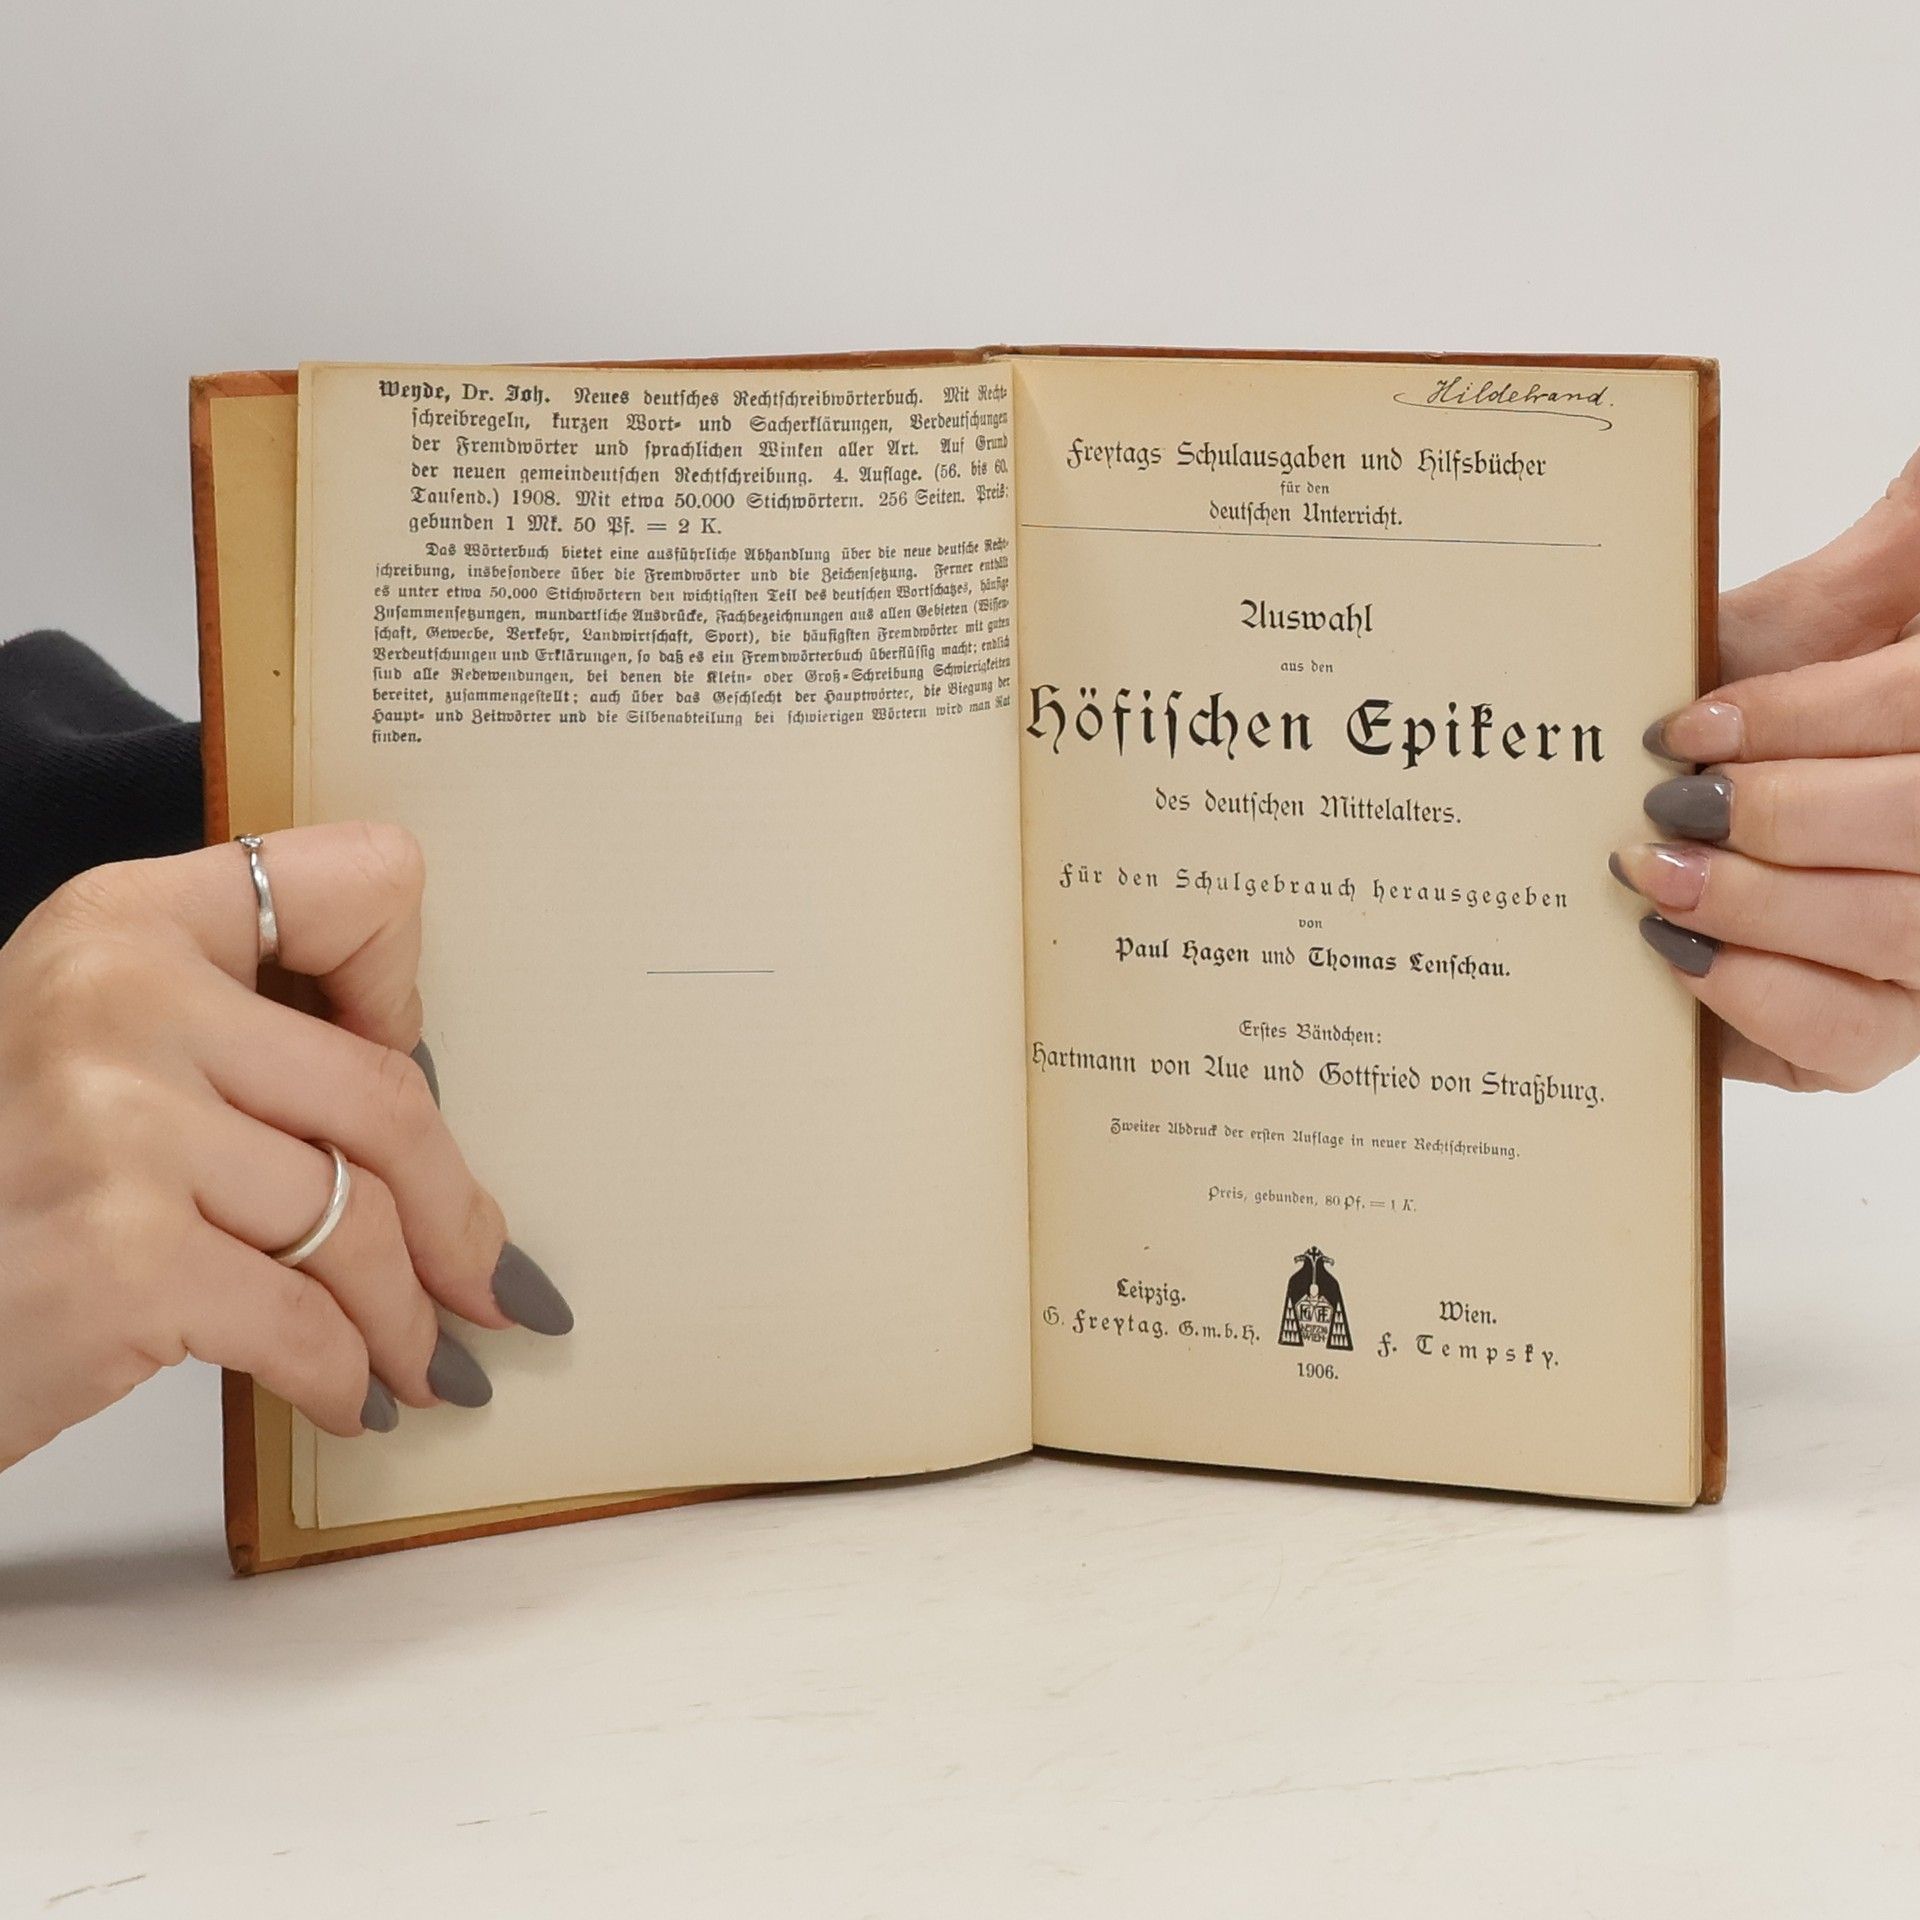 Weyde, Dr. Joh. Neues deutsches Rechtschreibwörterbuch. Mit Recht-
schreibregeln, kurzen Wort- und Sacherklärungen, Verdeutschungen
der Fremdwörter und sprachlichen Winken aller Art. Auf Grund
der neuen gemeindeutschen Rechtschreibung. 4. Auflage. (56. bis 60.
Tausend.) 1908. Mit etwa 50.000 Stichwörtern. 256 Seiten. Preis:
gebunden 1 Mk. 50 Pf. = 2 K.
Das Wörterbuch bietet eine ausführliche Abhandlung über die neue deutsche Recht-
schreibung, insbesondere über die Fremdwörter und die Zeichensetzung. Ferner enthält
es unter etwa 50.000 Stichwörtern den wichtigsten Teil des deutschen Wortschatzes, häufige
Zusammensetzungen, mundartliche Ausdrücke, Fachbezeichnungen aus allen Gebieten (Wissen-
schaft, Gewerbe, Verkehr, Landwirtschaft, Sport), die häufigsten Fremdwörter mit guten
Verdeutschungen und Erklärungen, so daß es ein Fremdwörterbuch überflüssig macht; endlich
sind alle Redewendungen, bei denen die Klein- oder Groß-Schreibung Schwierigkeiten
bereitet, zusammengestellt; auch über das Geschlecht der Hauptwörter, die Biegung der
Haupt- und Zeitwörter und die Silbenabteilung bei schwierigen Wörtern wird man Rat
finden.
Hildebrand.
Freytags Schulausgaben und Hilfsbücher
für den
deutschen Unterricht.
Auswahl
aus den
Höfischen Epikern
des deutschen Mittelalters.
Für den Schulgebrauch herausgegeben
von
Paul Hagen und Thomas Lenschau.
Erstes Bändchen:
Hartmann von Aue und Gottfried von Straßburg.
Zweiter Abdruck der ersten Auflage in neuer Rechtschreibung.
Preis, gebunden, 80 Pf. = 1 K.
Leipzig.
G. Freytag. G.m.b.H.
LEIPZIG
WIEN
1906.
Wien.
F. Tempsky.